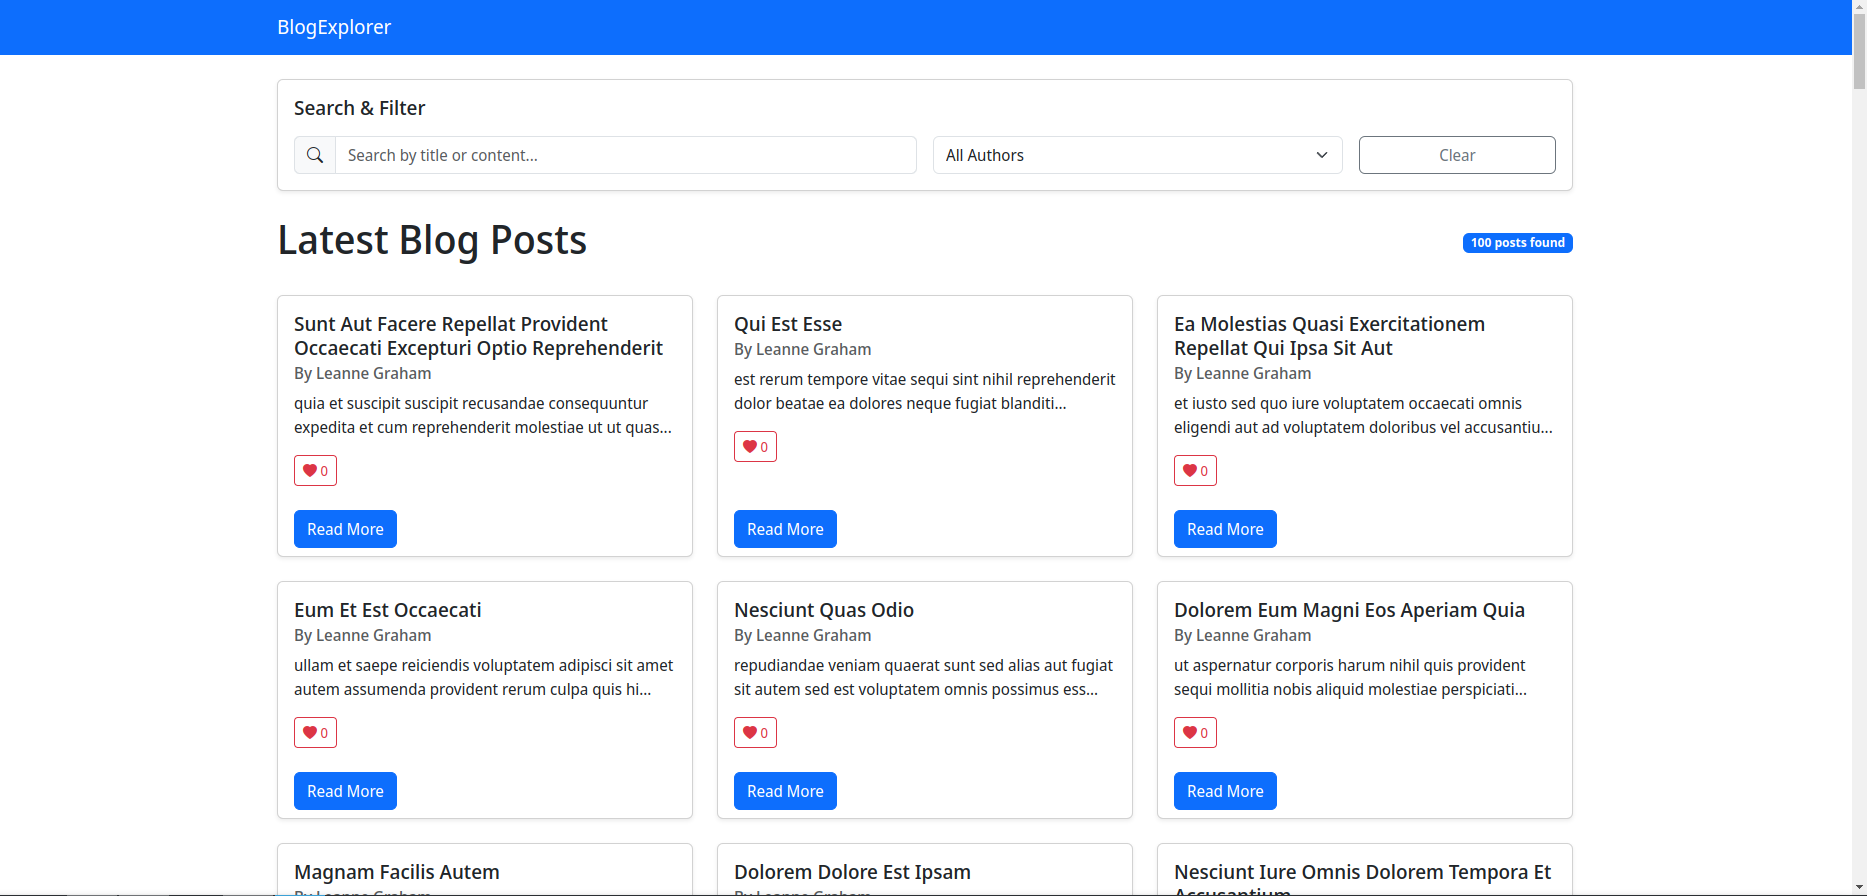 BlogExplorer
Search & Filter
Search by title or content...
All Authors
Clear
Latest Blog Posts
100 posts found
Sunt Aut Facere Repellat Provident
Occaecati Excepturi Optio Reprehenderit
By Leanne Graham
quia et suscipit suscipit recusandae consequuntur
expedita et cum reprehenderit molestiae ut ut quas...
0
Read More
Qui Est Esse
By Leanne Graham
est rerum tempore vitae sequi sint nihil reprehenderit
dolor beatae ea dolores neque fugiat blanditi...
0
Read More
Ea Molestias Quasi Exercitationem
Repellat Qui Ipsa Sit Aut
By Leanne Graham
et iusto sed quo iure voluptatem occaecati omnis
eligendi aut ad voluptatem doloribus vel accusantiu...
0
Read More
Eum Et Est Occaecati
By Leanne Graham
ullam et saepe reiciendis voluptatem adipisci sit amet
autem assumenda provident rerum culpa quis hi...
0
Read More
Nesciunt Quas Odio
By Leanne Graham
repudiandae veniam quaerat sunt sed alias aut fugiat
sit autem sed est voluptatem omnis possimus ess...
0
Read More
Dolorem Eum Magni Eos Aperiam Quia
By Leanne Graham
ut aspernatur corporis harum nihil quis provident
sequi mollitia nobis aliquid molestiae perspiciati...
0
Read More
Magnam Facilis Autem
By Leanne Graham
Dolorem Dolore Est Ipsam
By Leanne Graham
Nesciunt Iure Omnis Dolorem Tempora Et
Accusantium